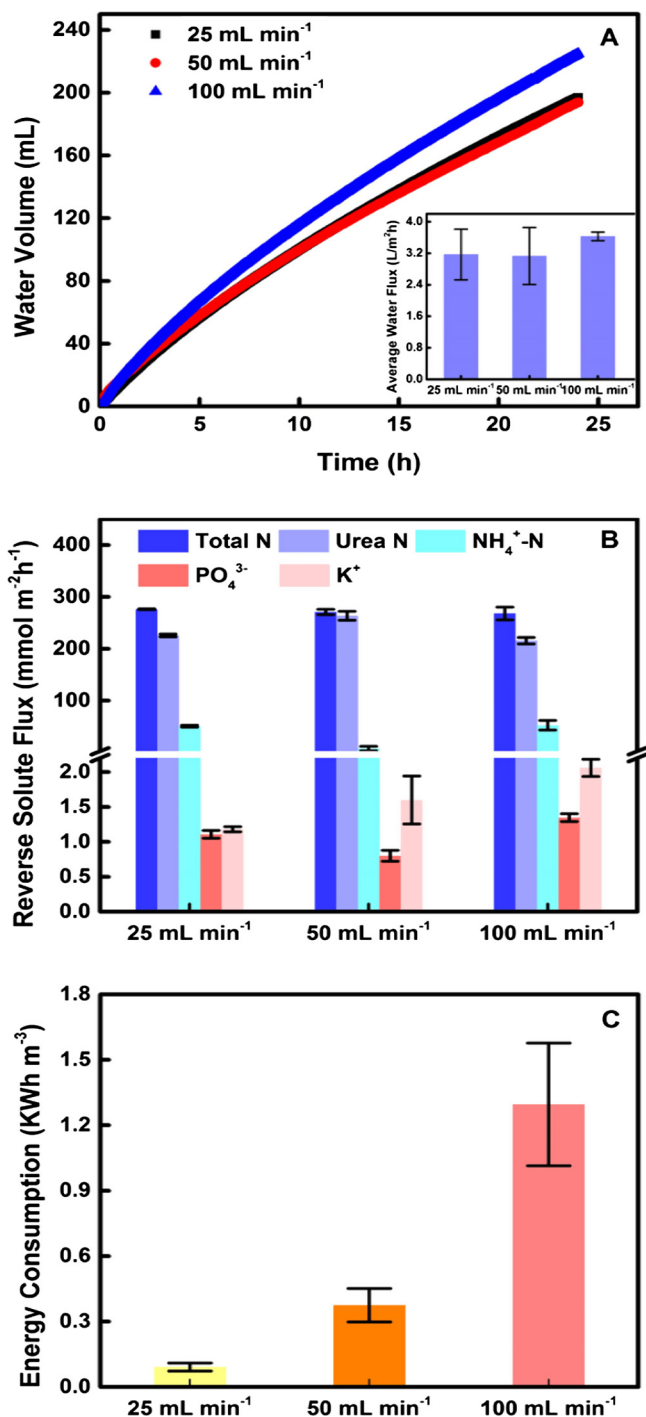 A
25 mL min⁻¹
50 mL min⁻¹
100 mL min⁻¹
Water Volume (mL)
240
200
160
120
80
40
0
0 5 10 15 20 25
Time (h)
Average Water Flux (L/m²h)
4.0
3.2
2.4
1.6
0.8
0.0
25 mL min⁻¹ 50 mL min⁻¹ 100 mL min⁻¹
B
Total N Urea N NH₄⁺-N
PO₄³⁻ K⁺
Reverse Solute Flux (mmol m⁻²h⁻¹)
400
300
200
100
2.0
1.5
1.0
0.5
0.0
25 mL min⁻¹ 50 mL min⁻¹ 100 mL min⁻¹
C
Energy Consumption (KWh m⁻³)
1.8
1.5
1.2
0.9
0.6
0.3
0.0
25 mL min⁻¹ 50 mL min⁻¹ 100 mL min⁻¹